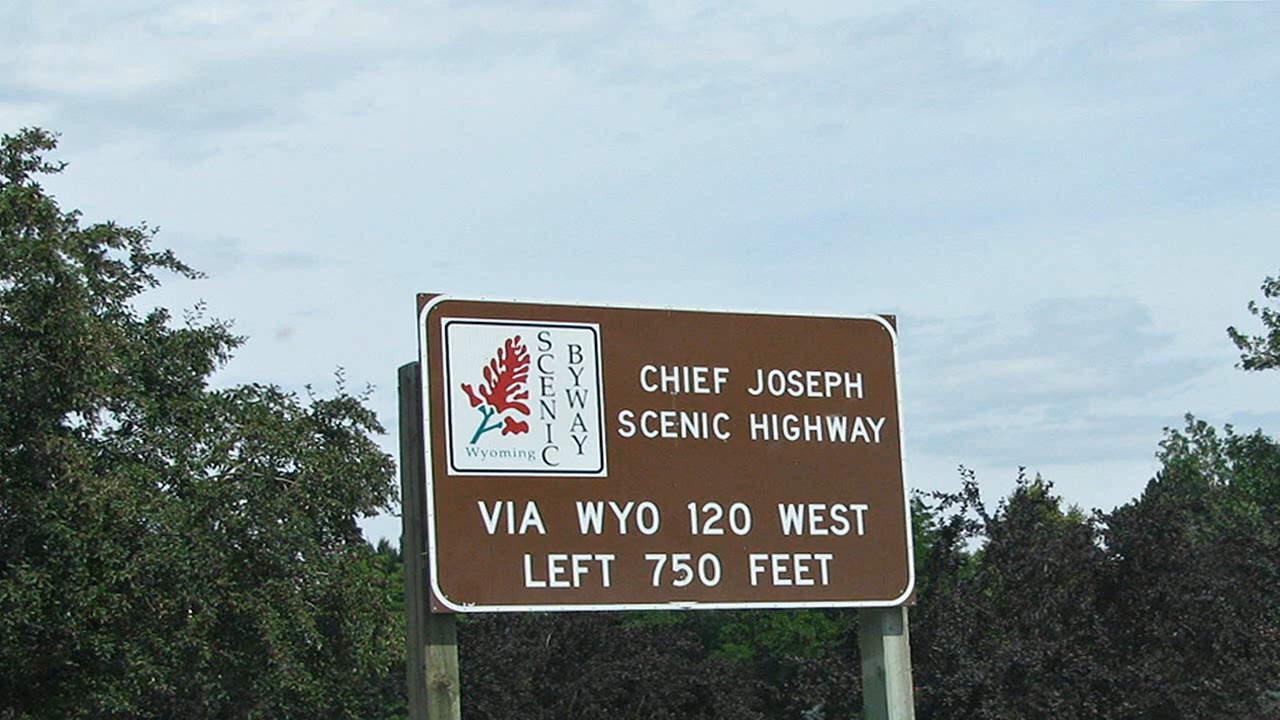 SCENIC
BYWAY
Wyoming
CHIEF JOSEPH
SCENIC HIGHWAY
VIA WYO 120 WEST
LEFT 750 FEET